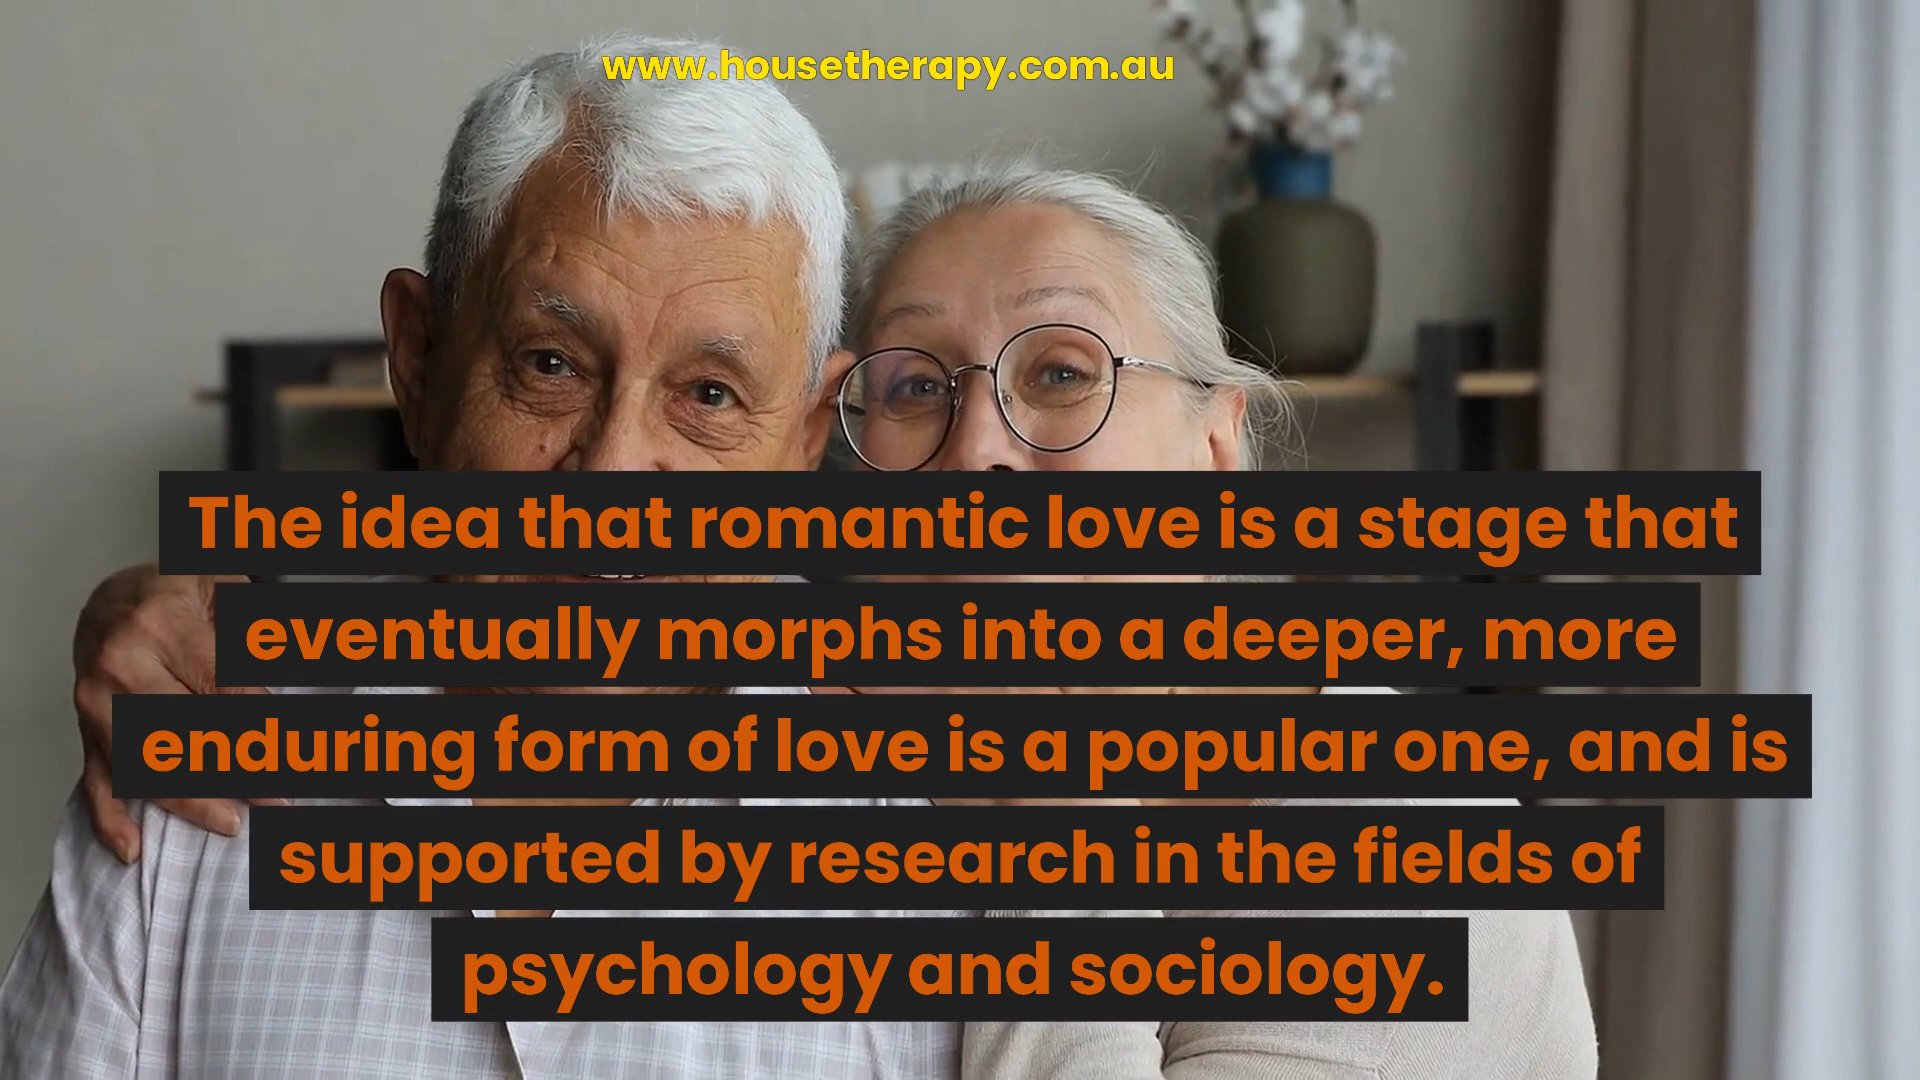 www.housetherapy.com.au
The idea that romantic love is a stage that
eventually morphs into a deeper, more
enduring form of love is a popular one, and is
supported by research in the fields of
psychology and sociology.